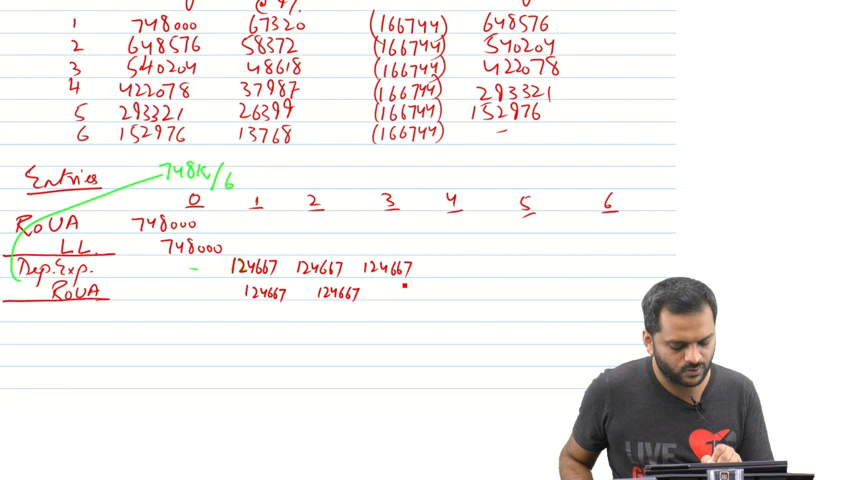 @ 9%
1 748000 67320 (166744) 648576
2 648576 58372 (166744) 540204
3 540204 48618 (166744) 422078
4 422078 37987 (166744) 293321
5 293321 26399 (166744) 152976
6 152976 13768 (166744) -
Entries 748K/6
0 1 2 3 4 5 6
RoUA 748000
LL. 748000
Dep. Exp. - 124667 124667 124667
RoUA 124667 124667
LIVE